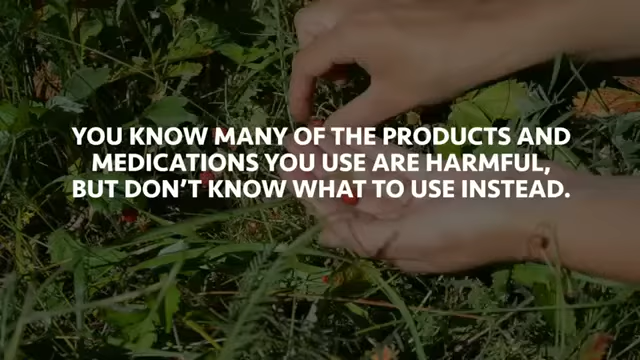 YOU KNOW MANY OF THE PRODUCTS AND
MEDICATIONS YOU USE ARE HARMFUL,
BUT DON'T KNOW WHAT TO USE INSTEAD.